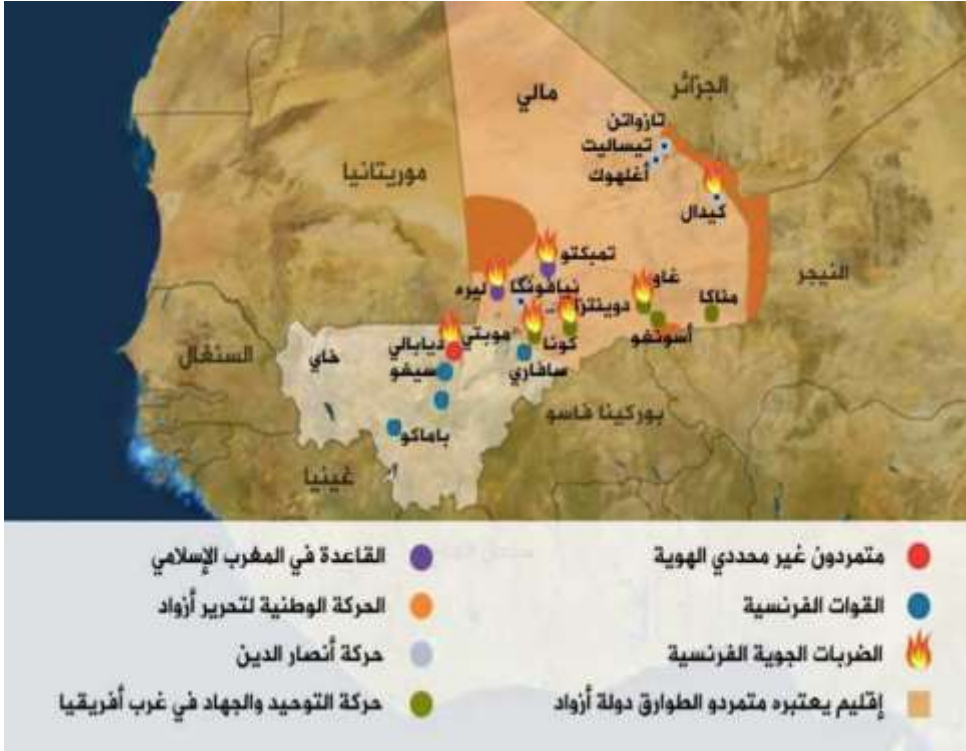 الجزائر
مالي
تازواتن
تيساليت
أغلهوك
موريتانيا
كيدال
تمبكتو
النيجر
غاو
نيافونكا
ليره
مناكا
دوينتزا
أسونغو
موبتي
كونا
ديابالي
السنغال
خاي
سافاري
سيغو
بوركينا فاسو
باماكو
غينيا
متمردون غير محددي الهوية
القوات الفرنسية
الضربات الجوية الفرنسية
إقليم يعتبره متمردو الطوارق دولة أزواد
القاعدة في المغرب الإسلامي
الحركة الوطنية لتحرير أزواد
حركة أنصار الدين
حركة التوحيد والجهاد في غرب أفريقيا